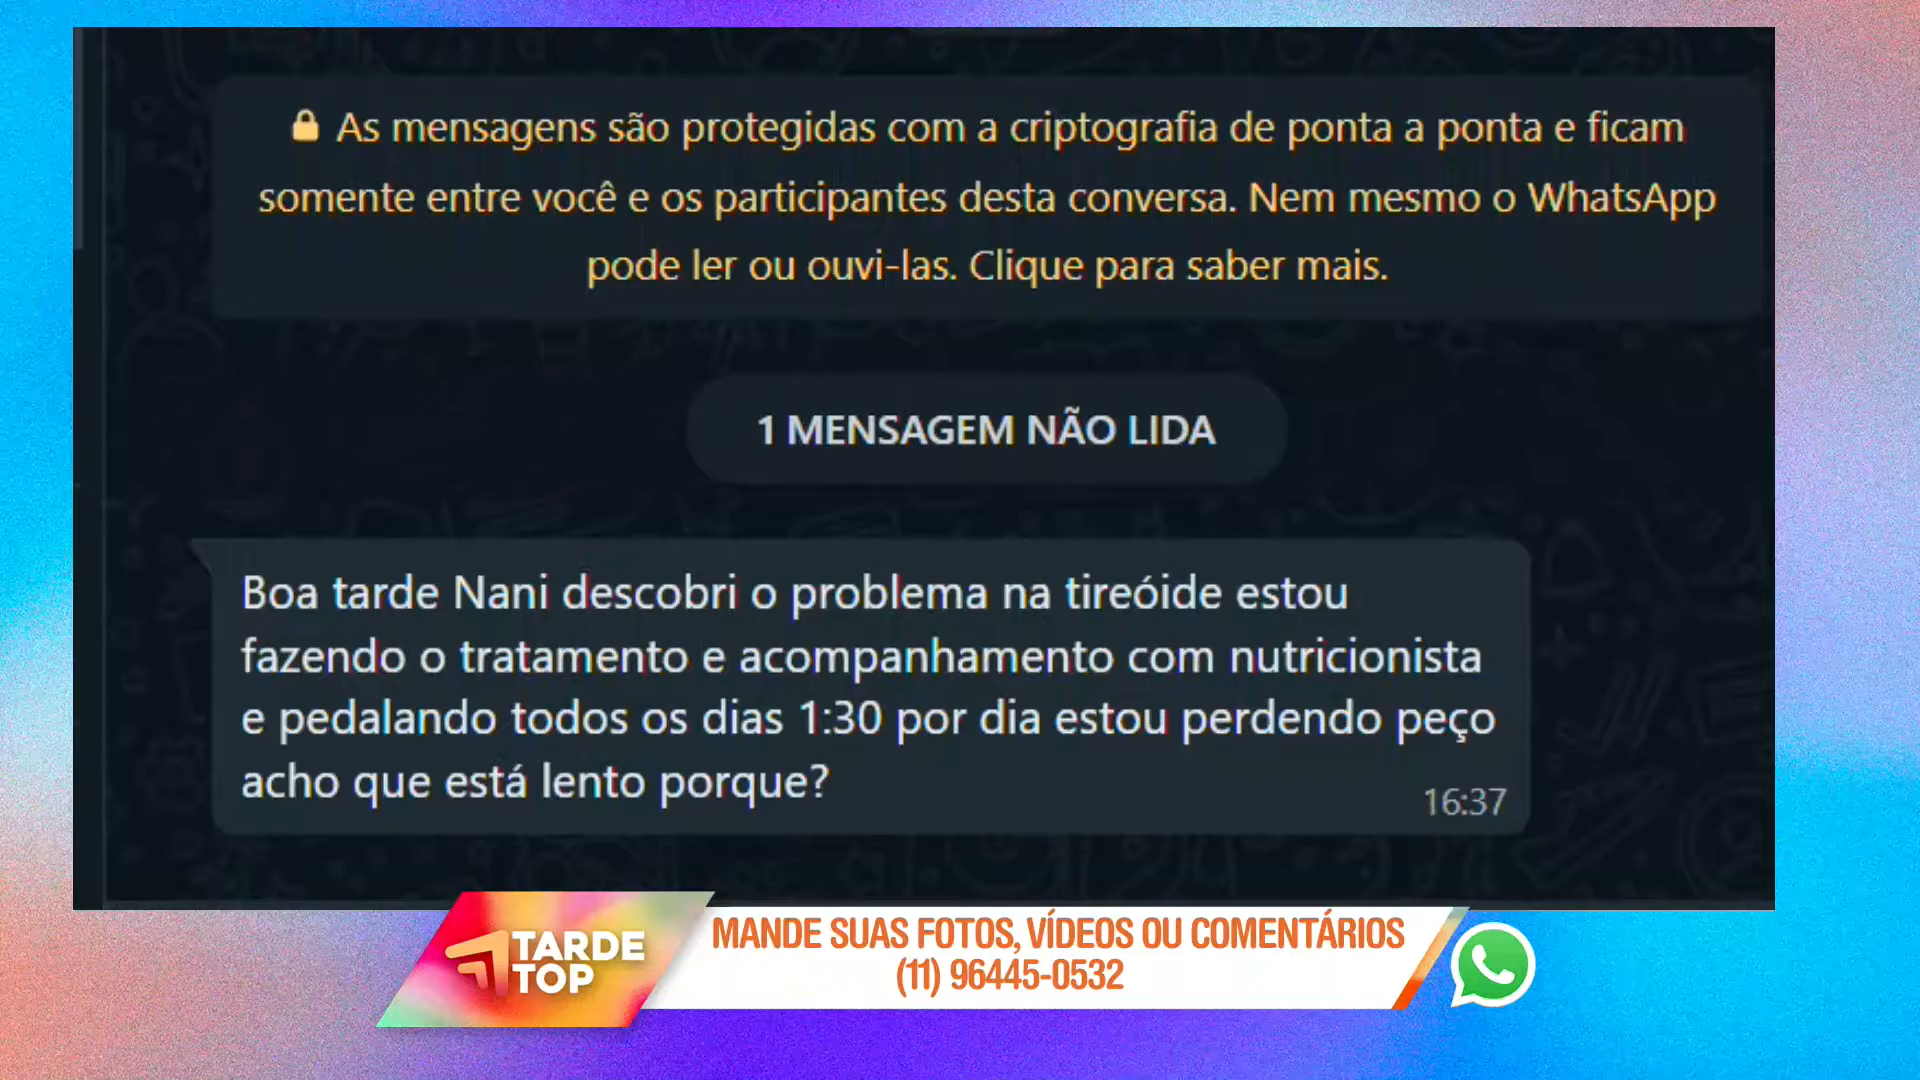 As mensagens são protegidas com a criptografia de ponta a ponta e ficam
somente entre você e os participantes desta conversa. Nem mesmo o WhatsApp
pode ler ou ouvi-las. Clique para saber mais.
1 MENSAGEM NÃO LIDA
Boa tarde Nani descobri o problema na tireóide estou
fazendo o tratamento e acompanhamento com nutricionista
e pedalando todos os dias 1:30 por dia estou perdendo peço
acho que está lento porque?
16:37
TARDE
TOP
MANDE SUAS FOTOS, VÍDEOS OU COMENTÁRIOS
(11) 96445-0532